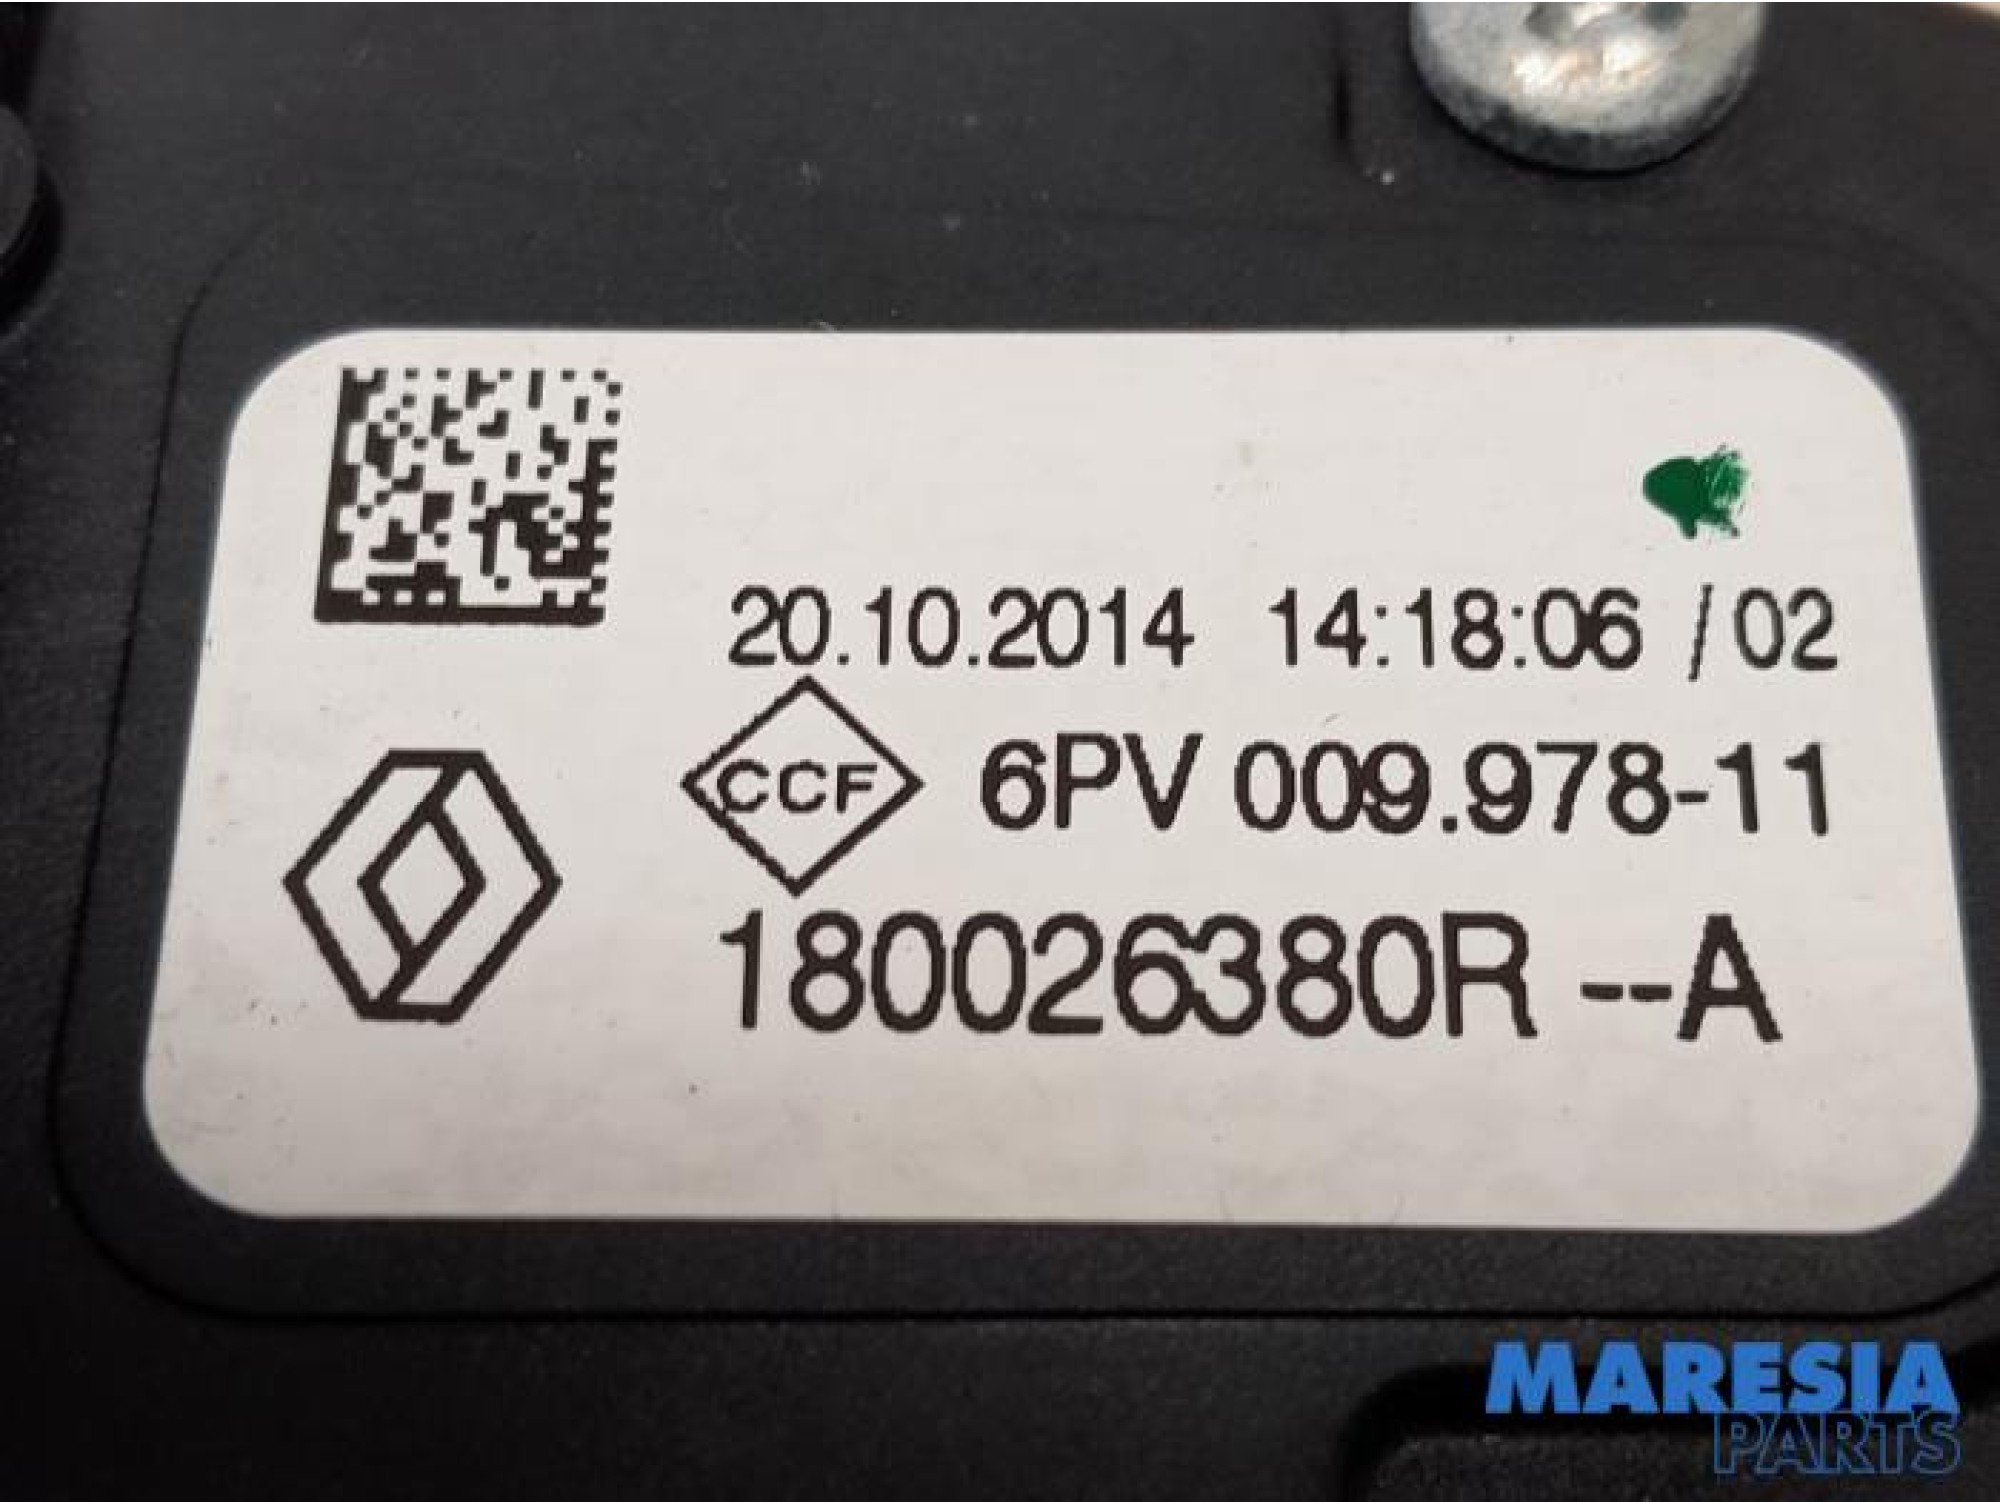 20.10.2014 14:18:06 /02
CCF 6PV 009.978-11
180026380R --A
MARESIA
PARTS